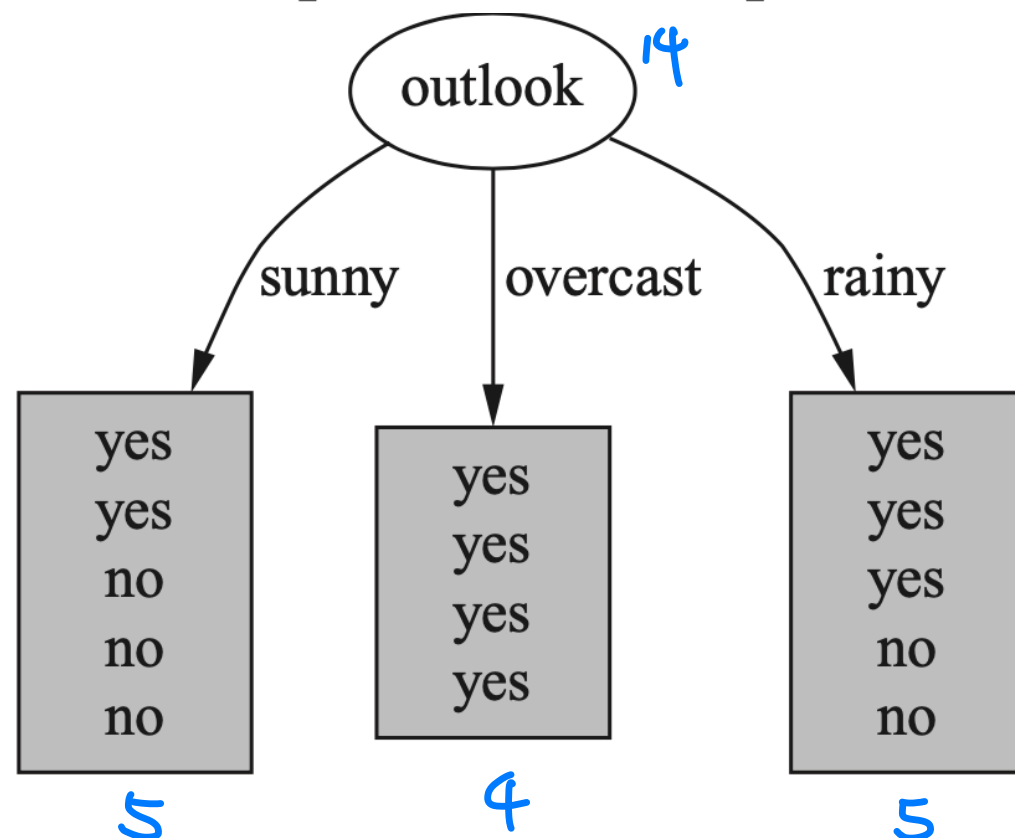 outlook 14
sunny overcast rainy
yes
yes
no
no
no
yes
yes
yes
yes
yes
yes
yes
no
no
5 4 5